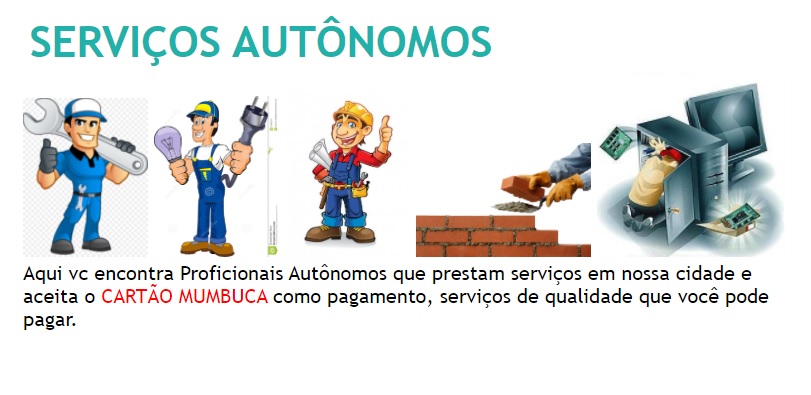 SERVIÇOS AUTÔNOMOS
Aqui vc encontra Proficionais Autônomos que prestam serviços em nossa cidade e
aceita o CARTÃO MUMBUCA como pagamento, serviços de qualidade que você pode
pagar.